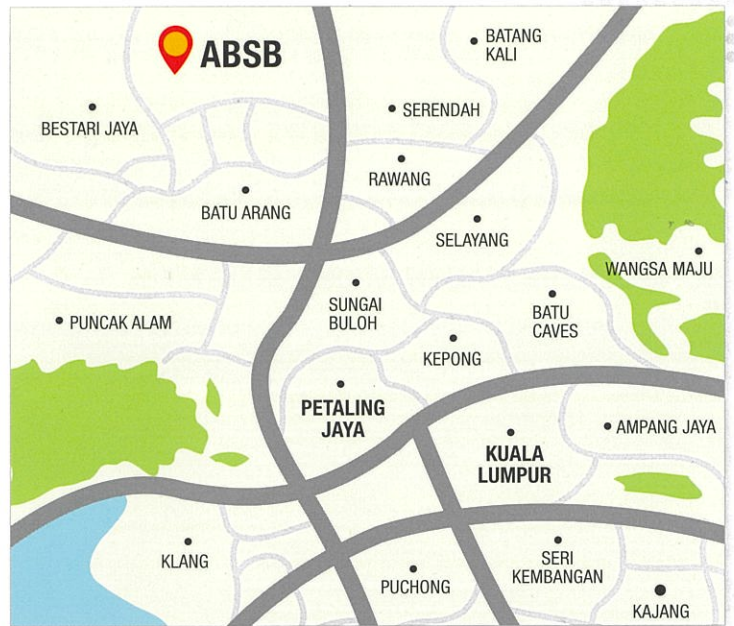 ABSB
BATANG
KALI
BESTARI JAYA
SERENDAH
RAWANG
BATU ARANG
SELAYANG
WANGSA MAJU
SUNGAI
BULOH
BATU
CAVES
PUNCAK ALAM
KEPONG
PETALING
JAYA
AMPANG JAYA
KUALA
LUMPUR
KLANG
SERI
KEMBANGAN
PUCHONG
KAJANG